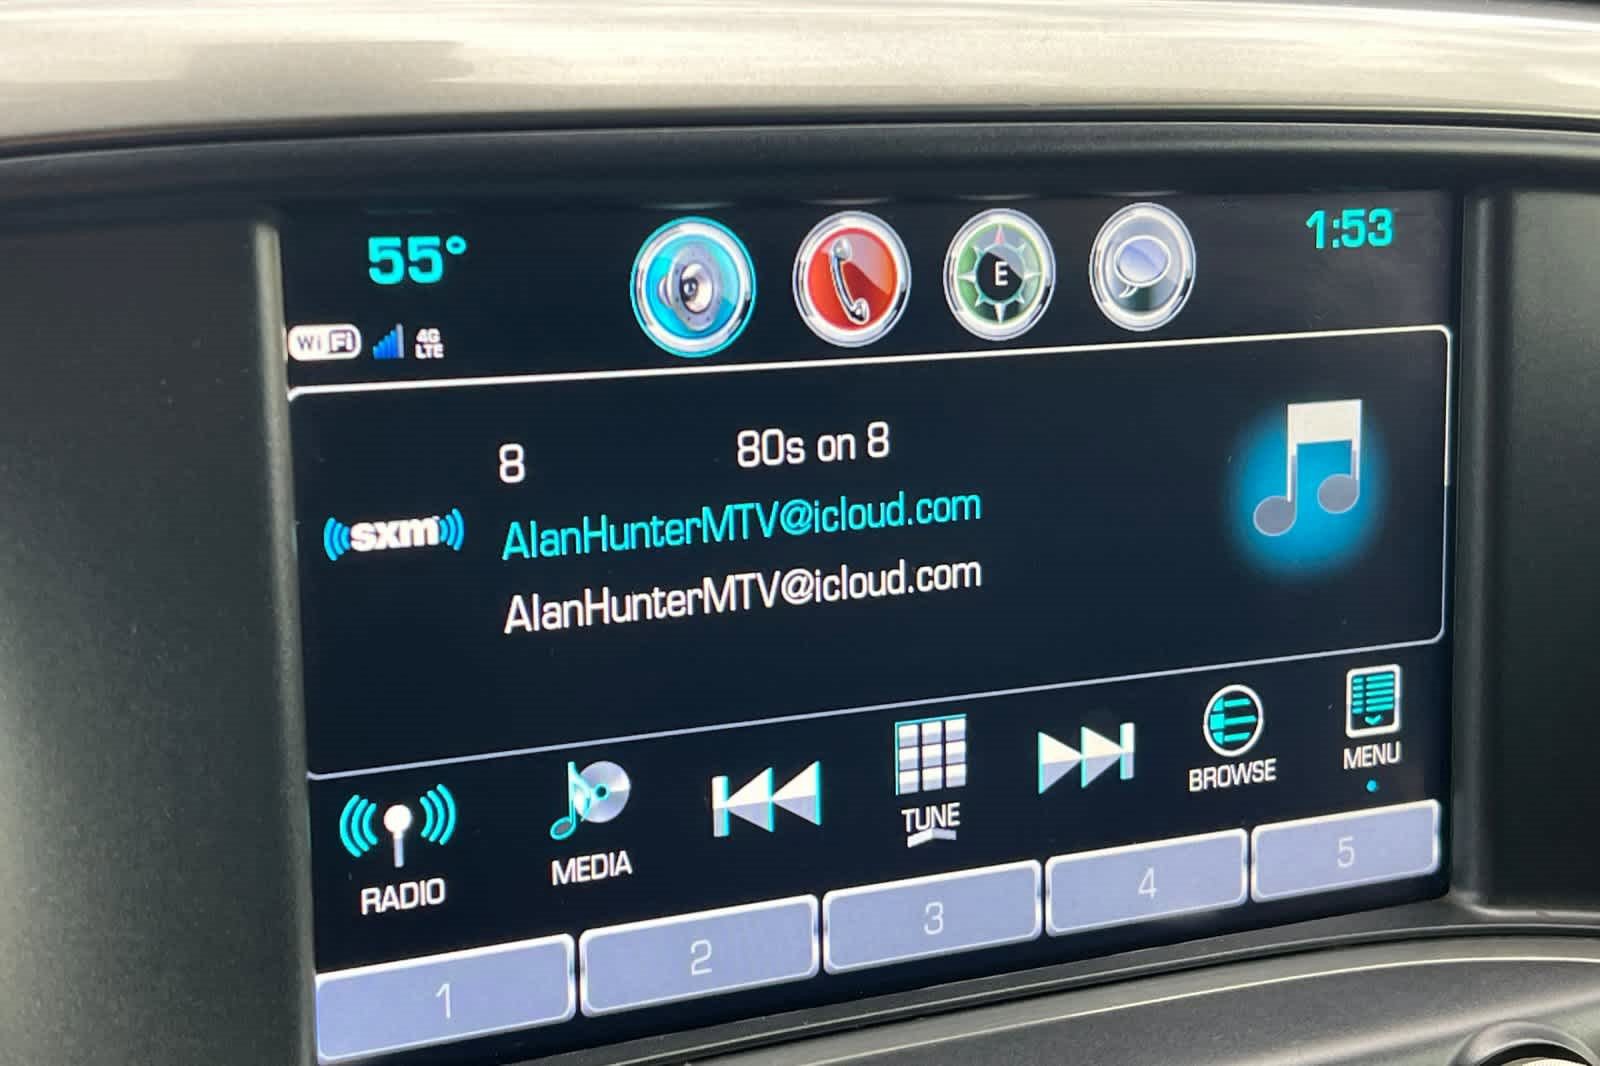 55° 1:53
WiFi 4G LTE
E
8 80s on 8
sxm
AlanHunterMTV@icloud.com
AlanHunterMTV@icloud.com
RADIO MEDIA TUNE BROWSE MENU
1 2 3 4 5